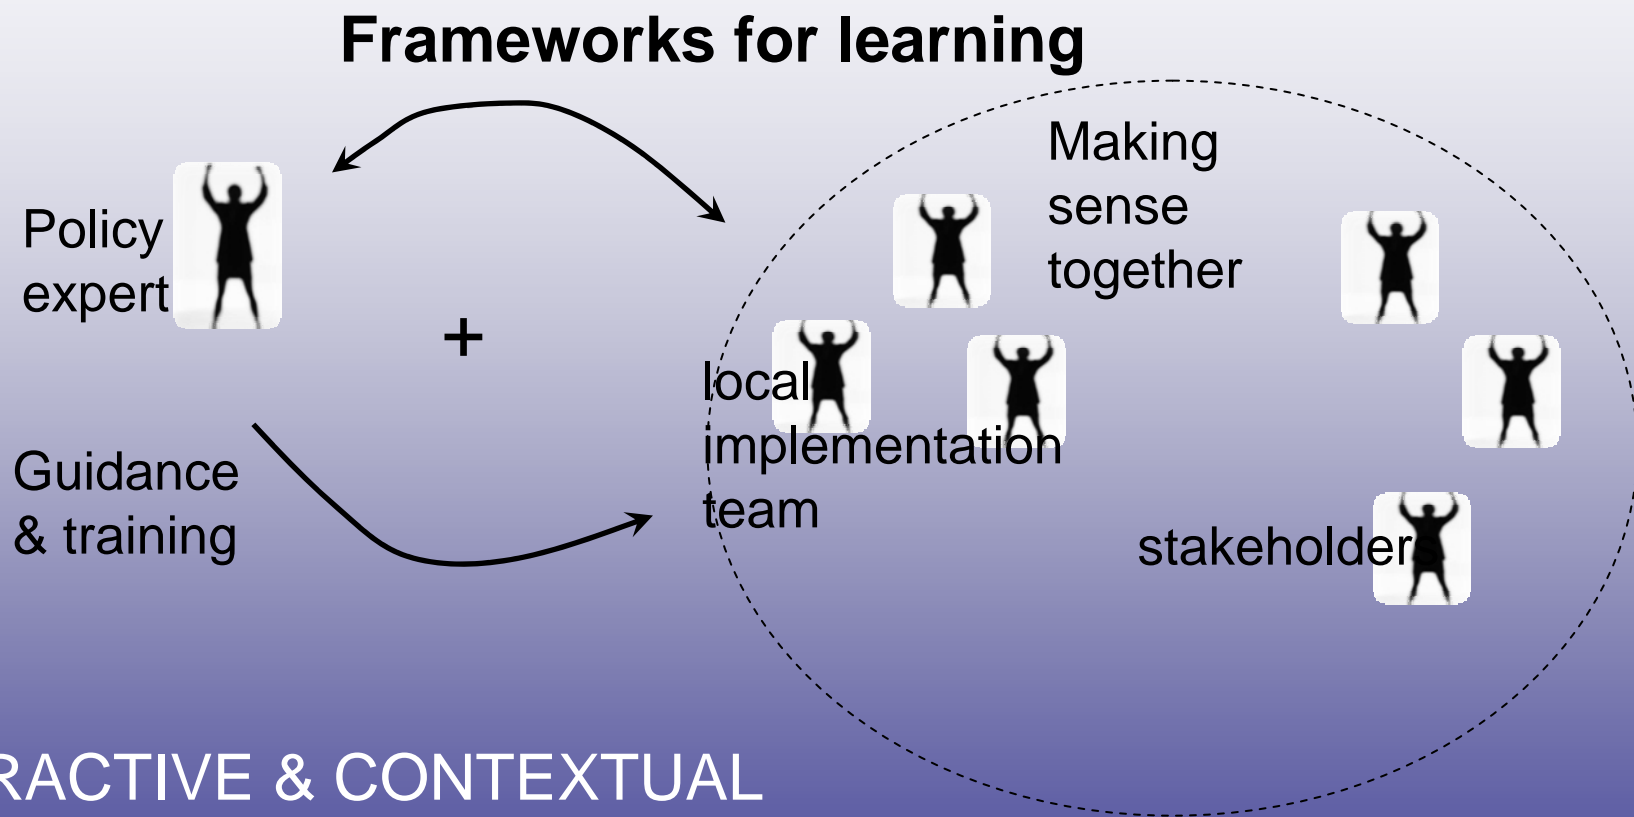 Frameworks for learning
Policy
expert
+
Guidance
& training
Making
sense
together
local
implementation
team
stakeholders
RACTIVE & CONTEXTUAL